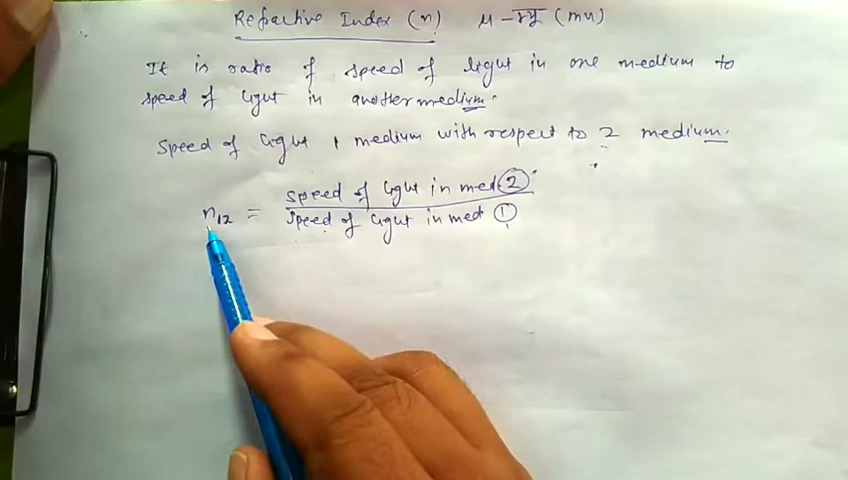 Refractive Index (n) μ - म्यु (mu)
It is ratio of speed of light in one medium to
speed of light in another medium.
Speed of light 1 medium with respect to 2 medium.
n12 = speed of light in med 2
speed of light in med 1